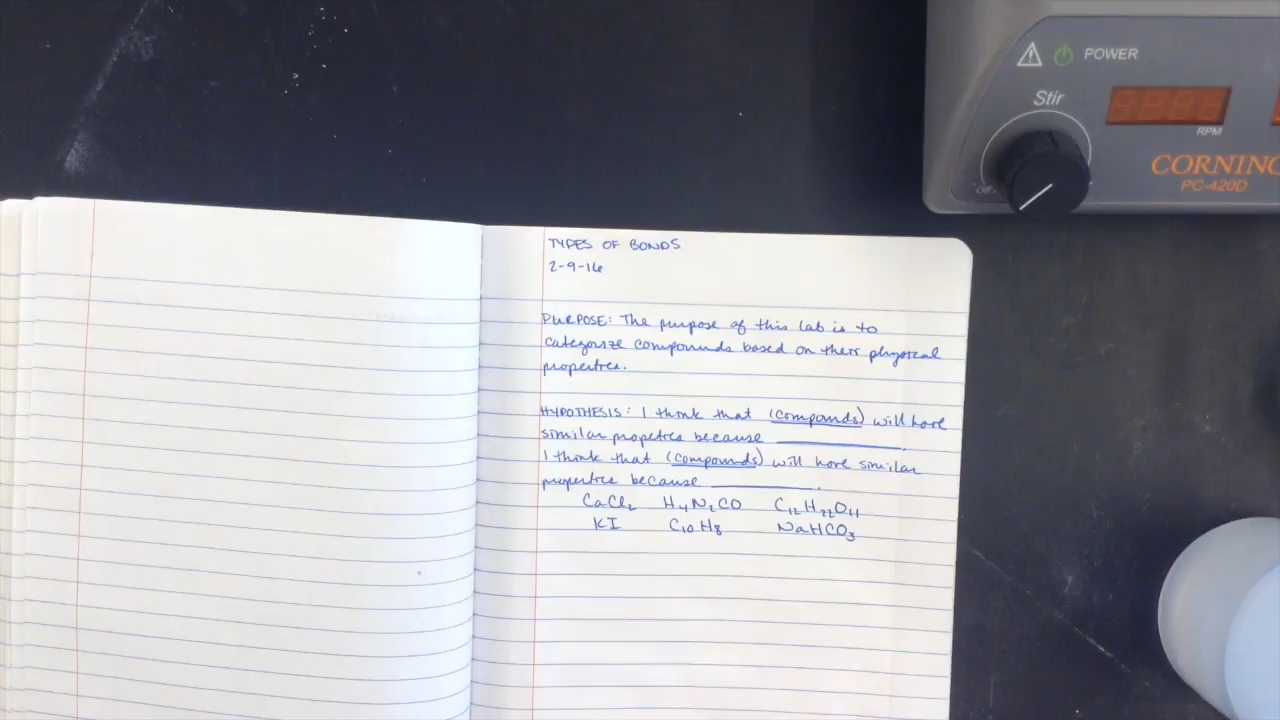 POWER
Stir
RPM
CORNING
PC-420D
TYPES OF BONDS
2-9-16
PURPOSE: The purpose of this lab is to
categorize compounds based on their physical
properties.
HYPOTHESIS: I think that (compounds) will have
similar properties because ________.
I think that (compounds) will have similar
properties because ________.
CaCl₂ H₄N₂CO C₁₂H₂₂O₁₁
KI C₁₀H₈ NaHCO₃